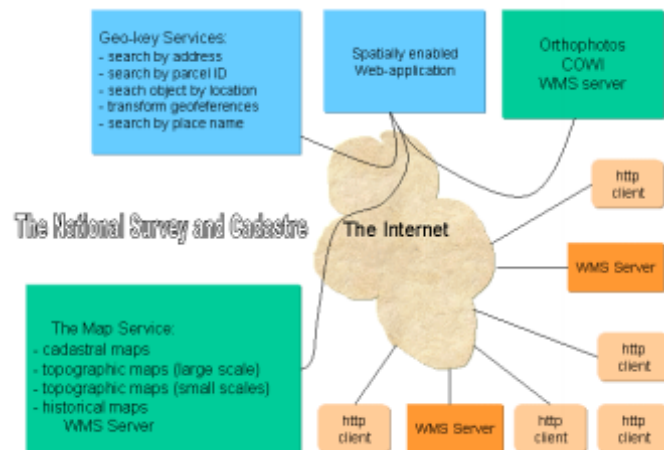 Geo-key Services:
- search by address
- search by parcel ID
- seach object by location
- transform geofeferences
- search by place name
Spatially enabled
Web-application
Orthophotos
COWI
WMS server
http
client
The National Survey and Cadastre
The Internet
WMS Server
The Map Service:
- cadastral maps
- topographic maps (large scale)
- topographic maps (small scales)
- historical maps
WMS Server
http
client
http
client
WMS Server
http
client
http
client